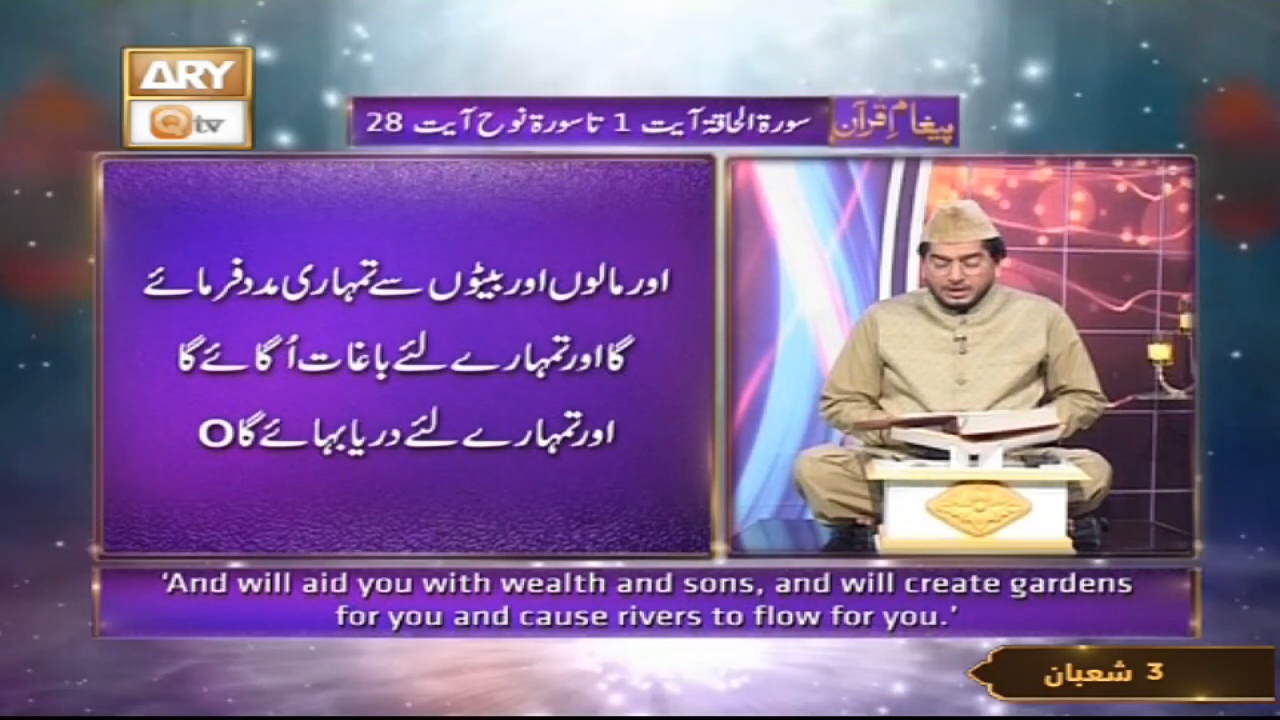 ARY
Qtv
پیغامِ قرآن
سورۃ الحاقۃ آیت 1 تا سورۃ نوح آیت 28
اور مالوں اور بیٹوں سے تمہاری مدد فرمائے
گا اور تمہارے لئے باغات اُگائے گا
اور تمہارے لئے دریا بہائے گاO
‘And will aid you with wealth and sons, and will create gardens
for you and cause rivers to flow for you.’
3 شعبان